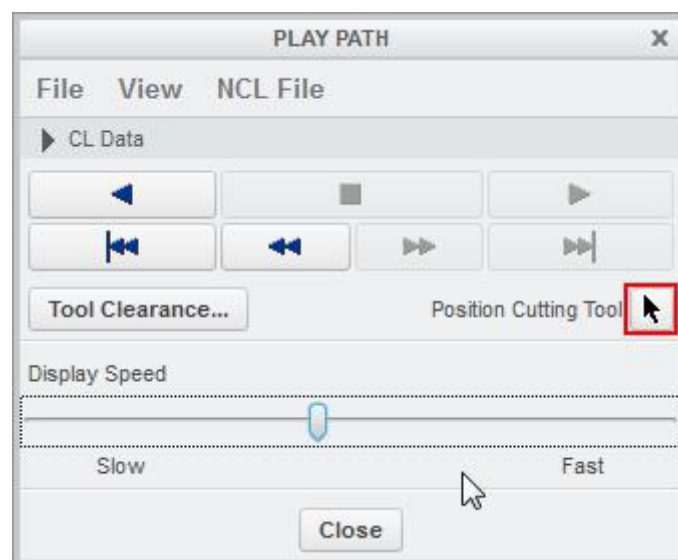 PLAY PATH
File View NCL File
CL Data
Tool Clearance... Position Cutting Tool
Display Speed
Slow Fast
Close